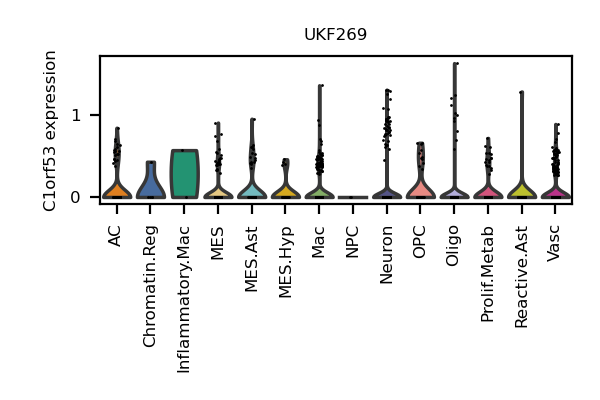 UKF269
C1orf53 expression
1
0
AC
Chromatin.Reg
Inflammatory.Mac
MES
MES.Ast
MES.Hyp
Mac
NPC
Neuron
OPC
Oligo
Prolif.Metab
Reactive.Ast
Vasc